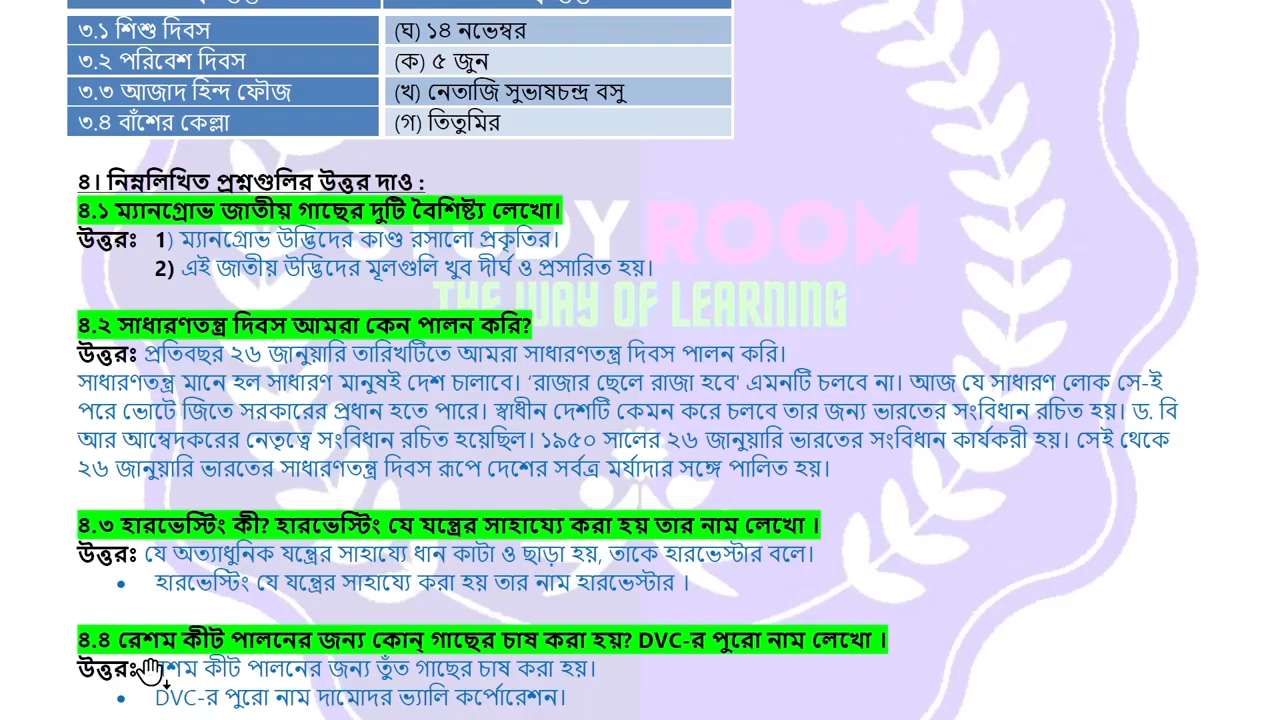 ৩.১ শিশু দিবস (ঘ) ১৪ নভেম্বর
৩.২ পরিবেশ দিবস (ক) ৫ জুন
৩.৩ আজাদ হিন্দ ফৌজ (খ) নেতাজি সুভাষচন্দ্র বসু
৩.৪ বাঁশের কেল্লা (গ) তিতুমির
৪। নিম্নলিখিত প্রশ্নগুলির উত্তর দাও :
৪.১ ম্যানগ্রোভ জাতীয় গাছের দুটি বৈশিষ্ট্য লেখো।
উত্তরঃ 1) ম্যানগ্রোভ উদ্ভিদের কাণ্ড রসালো প্রকৃতির।
2) এই জাতীয় উদ্ভিদের মূলগুলি খুব দীর্ঘ ও প্রসারিত হয়।
ROOM
THE WAY OF LEARNING
৪.২ সাধারণতন্ত্র দিবস আমরা কেন পালন করি?
উত্তরঃ প্রতিবছর ২৬ জানুয়ারি তারিখটিতে আমরা সাধারণতন্ত্র দিবস পালন করি।
সাধারণতন্ত্র মানে হল সাধারণ মানুষই দেশ চালাবে। ‘রাজার ছেলে রাজা হবে' এমনটি চলবে না। আজ যে সাধারণ লোক সে-ই
পরে ভোটে জিতে সরকারের প্রধান হতে পারে। স্বাধীন দেশটি কেমন করে চলবে তার জন্য ভারতের সংবিধান রচিত হয়। ড. বি
আর আম্বেদকরের নেতৃত্বে সংবিধান রচিত হয়েছিল। ১৯৫০ সালের ২৬ জানুয়ারি ভারতের সংবিধান কার্যকরী হয়। সেই থেকে
২৬ জানুয়ারি ভারতের সাধারণতন্ত্র দিবস রূপে দেশের সর্বত্র মর্যাদার সঙ্গে পালিত হয়।
৪.৩ হারভেস্টিং কী? হারভেস্টিং যে যন্ত্রের সাহায্যে করা হয় তার নাম লেখো ।
উত্তরঃ যে অত্যাধুনিক যন্ত্রের সাহায্যে ধান কাটা ও ছাড়া হয়, তাকে হারভেস্টার বলে।
• হারভেস্টিং যে যন্ত্রের সাহায্যে করা হয় তার নাম হারভেস্টার ।
৪.৪ রেশম কীট পালনের জন্য কোন্ গাছের চাষ করা হয়? DVC-র পুরো নাম লেখো ।
উত্তরঃ কীট পালনের জন্য তুঁত গাছের চাষ করা হয়।
• DVC-র পুরো নাম দামোদর ভ্যালি কর্পোরেশন।